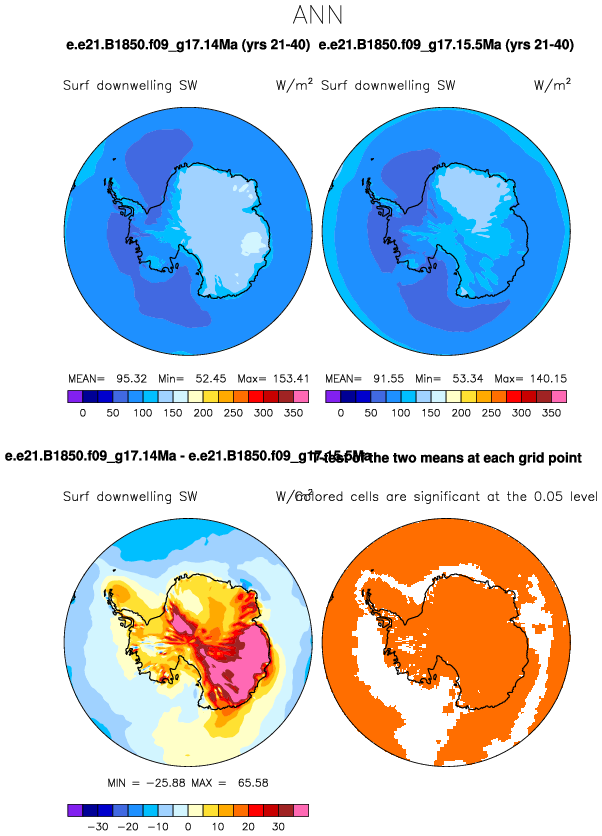 ANN
e.e21.B1850.f09_g17.14Ma (yrs 21-40) e.e21.B1850.f09_g17.15.5Ma (yrs 21-40)
Surf downwelling SW W/m² Surf downwelling SW W/m²
MEAN= 95.32 Min= 52.45 Max= 153.41 MEAN= 91.55 Min= 53.34 Max= 140.15
0 50 100 150 200 250 300 350 0 50 100 150 200 250 300 350
e.e21.B1850.f09_g17.14Ma - e.e21.B1850.f09_g17.15.5Ma T-test of the two means at each grid point
Surf downwelling SW W/m² Colored cells are significant at the 0.05 level
MIN = -25.88 MAX = 65.58
-30 -20 -10 0 10 20 30